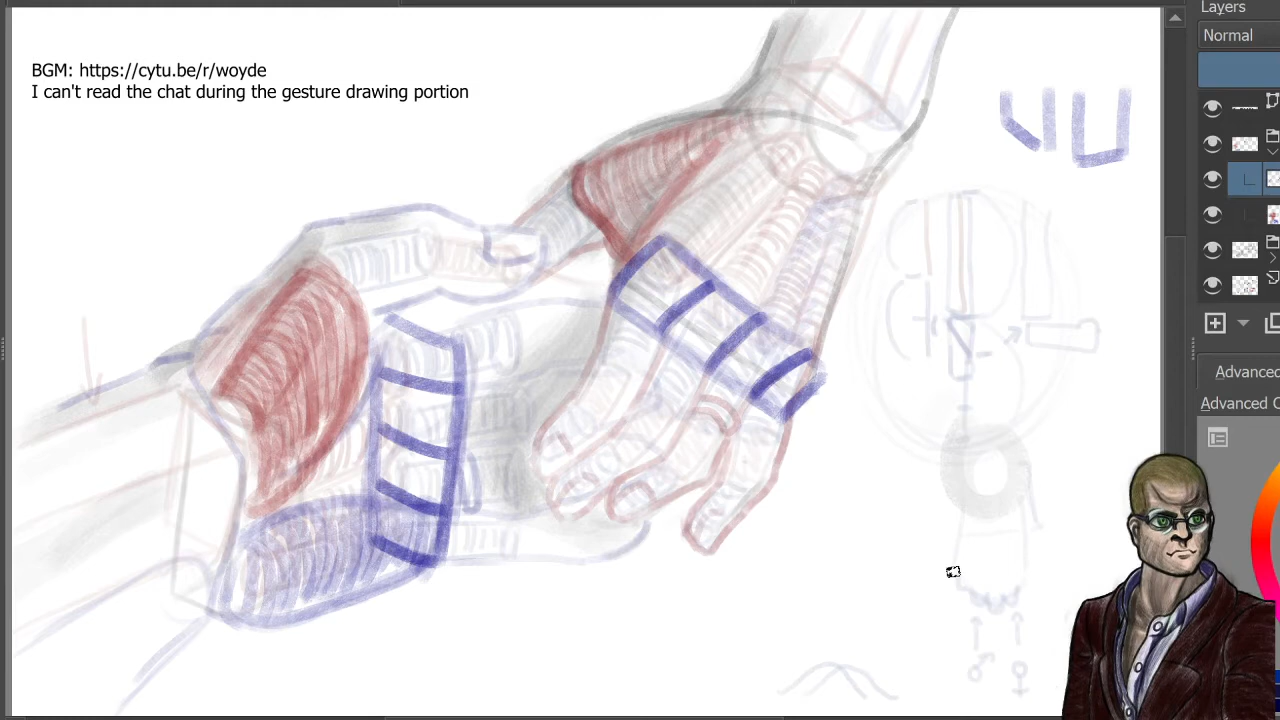 Layers
Normal
BGM: https://cytu.be/r/woyde
I can't read the chat during the gesture drawing portion
Advanced
Advanced C